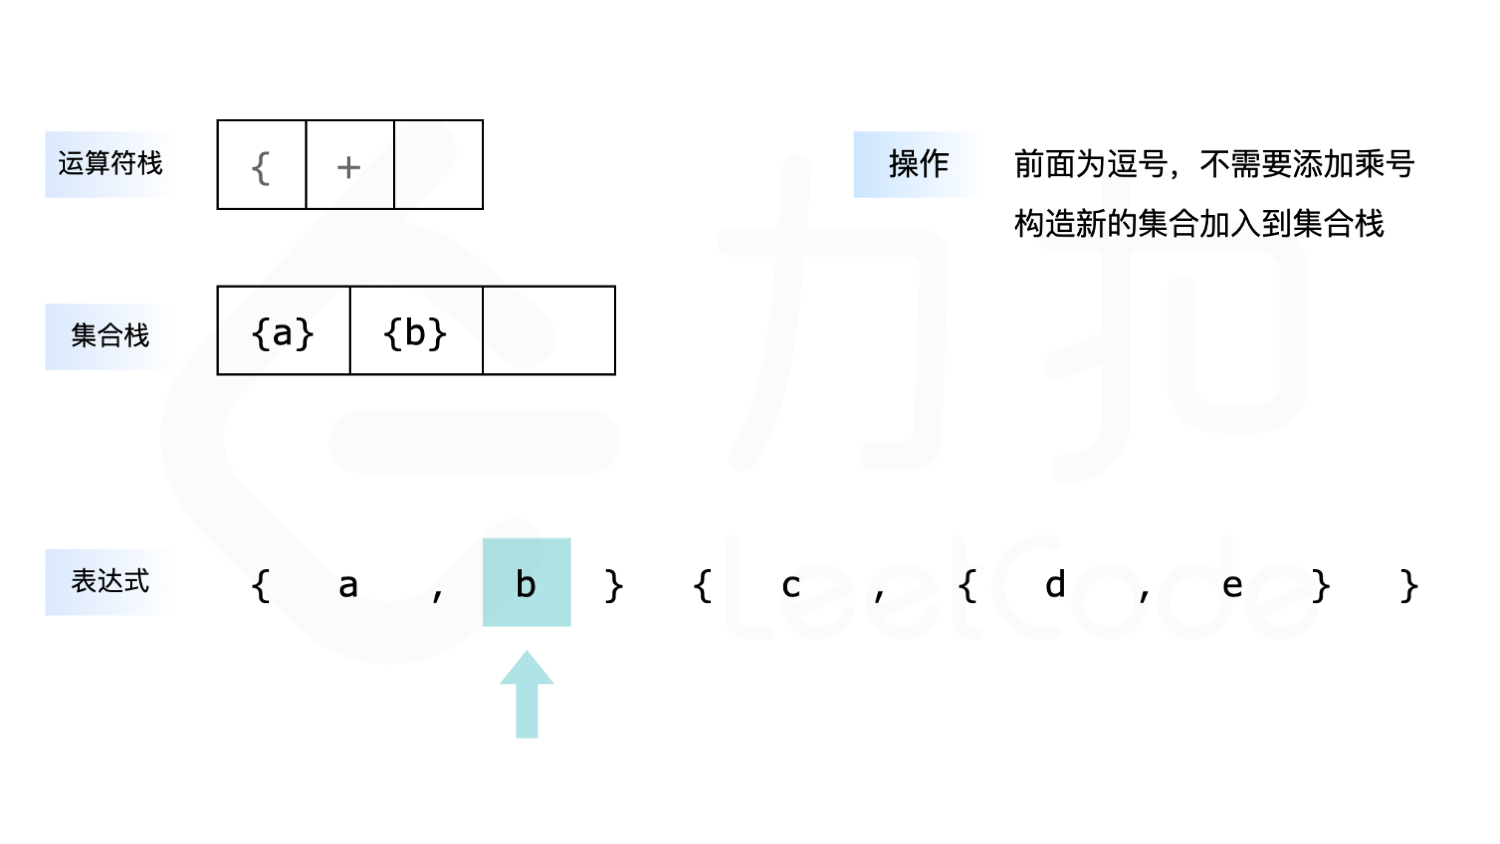 运算符栈 { +
操作 前面为逗号，不需要添加乘号
构造新的集合加入到集合栈
集合栈 {a} {b}
表达式 { a , b } { c , { d , e } }
力扣
LeetCode